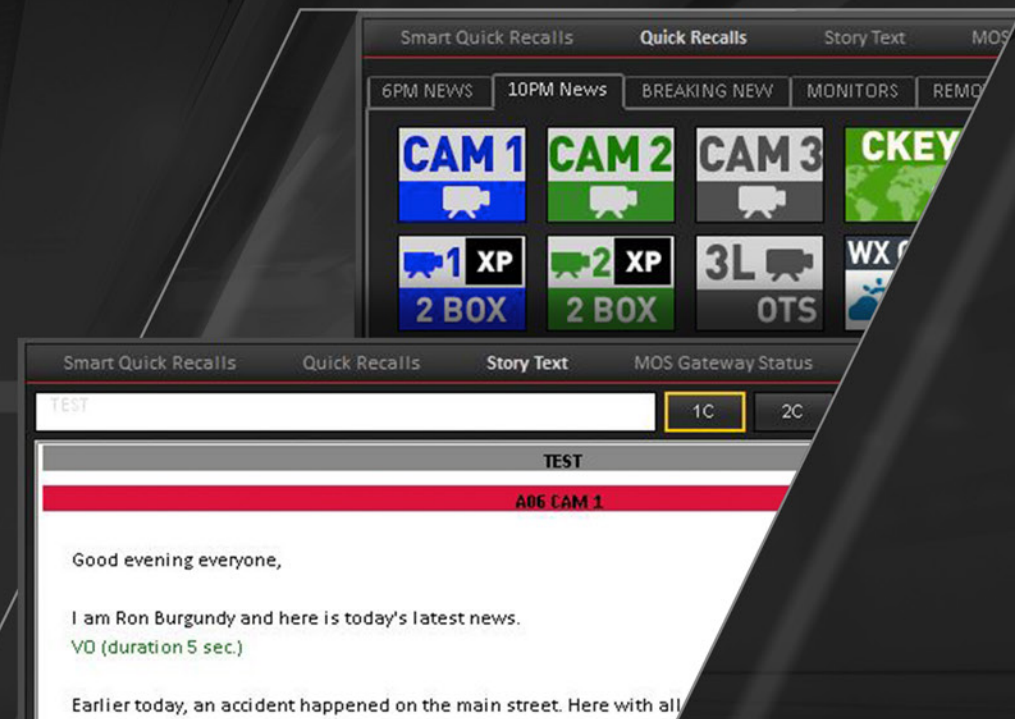 Smart Quick Recalls Quick Recalls Story Text MOS
6PM NEWS 10PM News BREAKING NEW MONITORS REMO
CAM 1 CAM 2 CAM 3 CKEY
1 XP 2 XP 3L WX
2 BOX 2 BOX OTS
Smart Quick Recalls Quick Recalls Story Text MOS Gateway Status
TEST 1C 2C
TEST
A06 CAM 1
Good evening everyone,
I am Ron Burgundy and here is today's latest news.
VO (duration 5 sec.)
Earlier today, an accident happened on the main street. Here with all